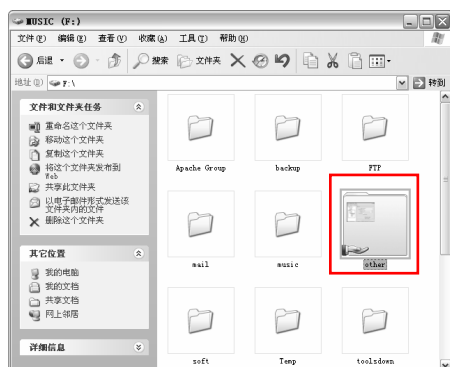 MUSIC (F:)
文件(F) 编辑(E) 查看(V) 收藏(A) 工具(T) 帮助(H)
后退 搜索 文件夹
地址(D) F:\ 转到
文件和文件夹任务
重命名这个文件夹
移动这个文件夹
复制这个文件夹
将这个文件夹发布到
Web
共享此文件夹
以电子邮件形式发送该
文件夹内的文件
删除这个文件夹
其它位置
我的电脑
我的文档
共享文档
网上邻居
详细信息
Apache Group backup FTP
mail music other
soft Temp toolsdown